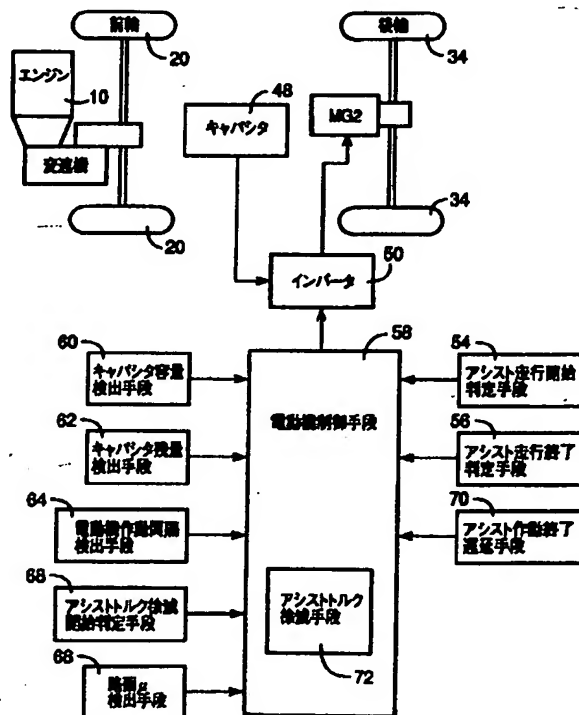 前輪
20
後輪
34
エンジン
10
48
キャパシタ
MG2
変速機
20
34
50
インバータ
58
60
キャパシタ容量
検出手段
54
アシスト走行開始
判定手段
電動機制御手段
62
キャパシタ残量
検出手段
56
アシスト走行終了
判定手段
64
電動機作動間隔
検出手段
70
アシスト作動終了
遅延手段
68
アシストトルク徐減
開始判定手段
アシストトルク
徐減手段
72
66
路面μ
検出手段